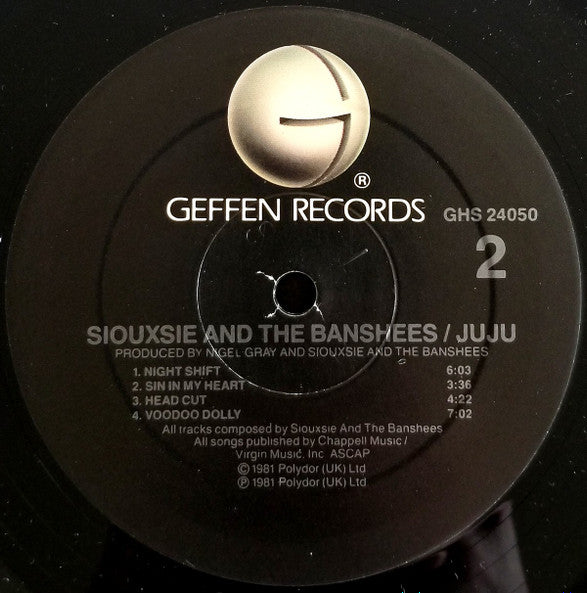 ®
GEFFEN RECORDS GHS 24050
2
SIOUXSIE AND THE BANSHEES / JUJU
PRODUCED BY NIGEL GRAY AND SIOUXSIE AND THE BANSHEES
1. NIGHT SHIFT 6:03
2. SIN IN MY HEART 3:36
3. HEAD CUT 4:22
4. VOODOO DOLLY 7:02
All tracks composed by Siouxsie And The Banshees
All songs published by Chappell Music /
Virgin Music, Inc ASCAP
© 1981 Polydor (UK) Ltd
℗ 1981 Polydor (UK) Ltd